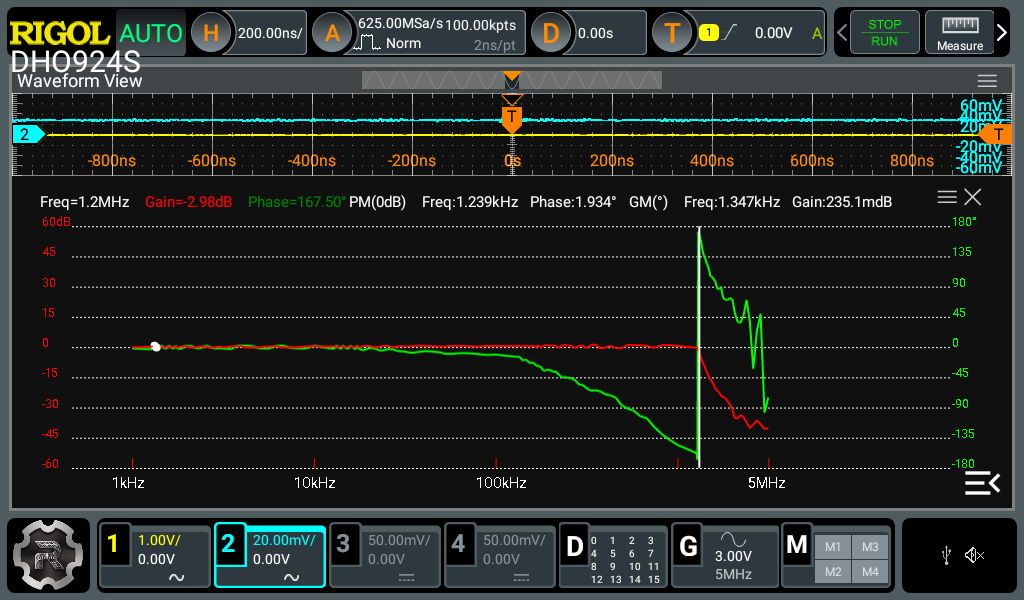 RIGOL AUTO H 200.00ns/ A 625.00MSa/s 100.00kpts D 0.00s T 1 0.00V A STOP
Norm 2ns/pt RUN Measure
DHO924S
Waveform View
60mV
40mV
2 T 20mV T
-20mV
-40mV
-60mV
-800ns -600ns -400ns -200ns 0s 200ns 400ns 600ns 800ns
Freq=1.2MHz Gain=-2.98dB Phase=167.50° PM(0dB) Freq:1.239kHz Phase:1.934° GM(°) Freq:1.347kHz Gain:235.1mdB
60dB 180°
45 135
30 90
15 45
0 0
-15 -45
-30 -90
-45 -135
-60 -180
1kHz 10kHz 100kHz 5MHz
1 1.00V/ 2 20.00mV/ 3 50.00mV/ 4 50.00mV/ D 0 1 2 3 G M M1 M3
0.00V 0.00V 0.00V 0.00V 4 5 6 7 3.00V
8 9 10 11 5MHz M2 M4
12 13 14 15